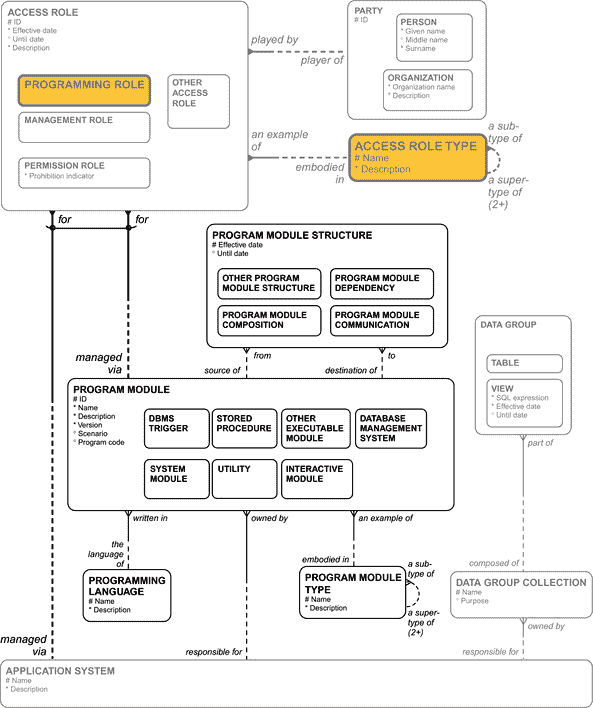 ACCESS ROLE
# ID
* Effective date
° Until date
* Description
PROGRAMMING ROLE
MANAGEMENT ROLE
PERMISSION ROLE
* Prohibition indicator
OTHER
ACCESS
ROLE
played by
player of
PARTY
# ID
PERSON
* Given name
° Middle name
* Surname
ORGANIZATION
* Organization name
* Description
an example
of
embodied
in
ACCESS ROLE TYPE
# Name
* Description
a sub-
type of
a super-
type of
(2+)
for
for
PROGRAM MODULE STRUCTURE
# Effective date
° Until date
OTHER PROGRAM
MODULE STRUCTURE
PROGRAM MODULE
DEPENDENCY
PROGRAM MODULE
COMPOSITION
PROGRAM MODULE
COMMUNICATION
managed
via
from
source of
to
destination of
DATA GROUP
TABLE
VIEW
* SQL expression
* Effective date
° Until date
part of
PROGRAM MODULE
# ID
* Name
* Description
* Version
° Scenario
° Program code
DBMS
TRIGGER
STORED
PROCEDURE
OTHER
EXECUTABLE
MODULE
DATABASE
MANAGEMENT
SYSTEM
SYSTEM
MODULE
UTILITY
INTERACTIVE
MODULE
written in
the
language
of
owned by
an example of
embodied in
composed of
PROGRAMMING
LANGUAGE
# Name
* Description
PROGRAM MODULE
TYPE
# Name
* Description
a sub-
type of
a super-
type of
(2+)
DATA GROUP COLLECTION
# Name
° Purpose
owned by
managed
via
responsible for
responsible for
APPLICATION SYSTEM
# Name
* Description